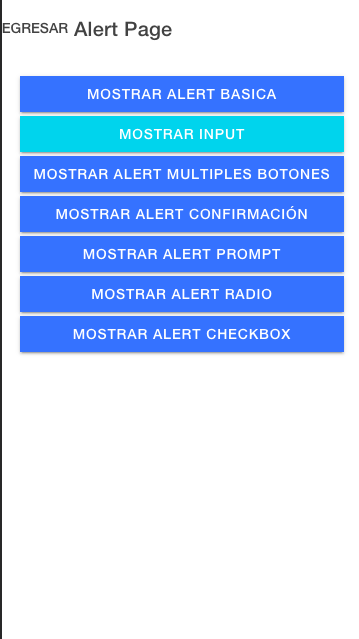 EGRESAR Alert Page
MOSTRAR ALERT BASICA
MOSTRAR INPUT
MOSTRAR ALERT MULTIPLES BOTONES
MOSTRAR ALERT CONFIRMACIÓN
MOSTRAR ALERT PROMPT
MOSTRAR ALERT RADIO
MOSTRAR ALERT CHECKBOX